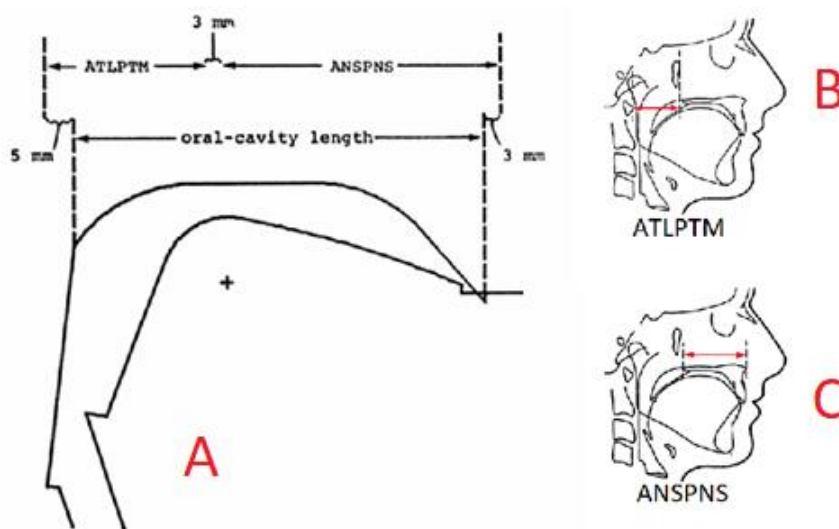 3 mm
ATLPTM
ANSPNS
oral-cavity length
5 mm
3 mm
A
B
ATLPTM
C
ANSPNS